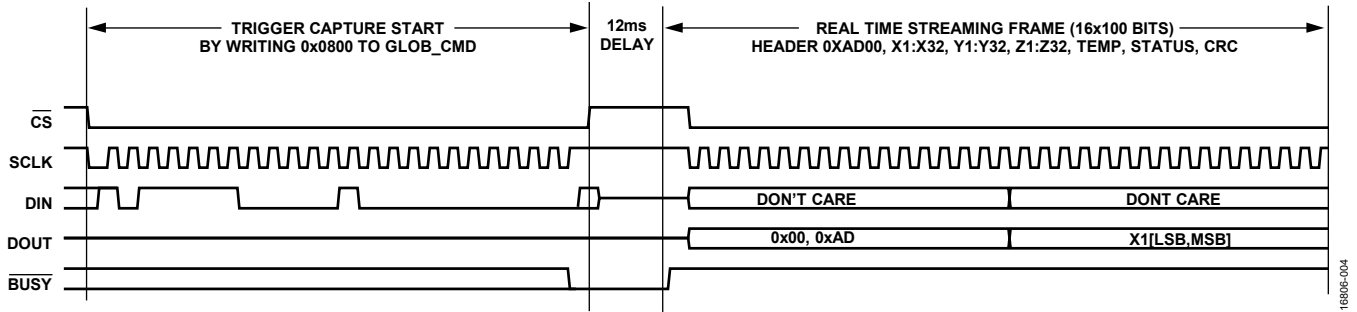 TRIGGER CAPTURE START
BY WRITING 0x0800 TO GLOB_CMD
12ms
DELAY
REAL TIME STREAMING FRAME (16x100 BITS)
HEADER 0XAD00, X1:X32, Y1:Y32, Z1:Z32, TEMP, STATUS, CRC
CS
SCLK
DIN
DON'T CARE
DONT CARE
DOUT
0x00, 0xAD
X1[LSB,MSB]
BUSY
16806-004